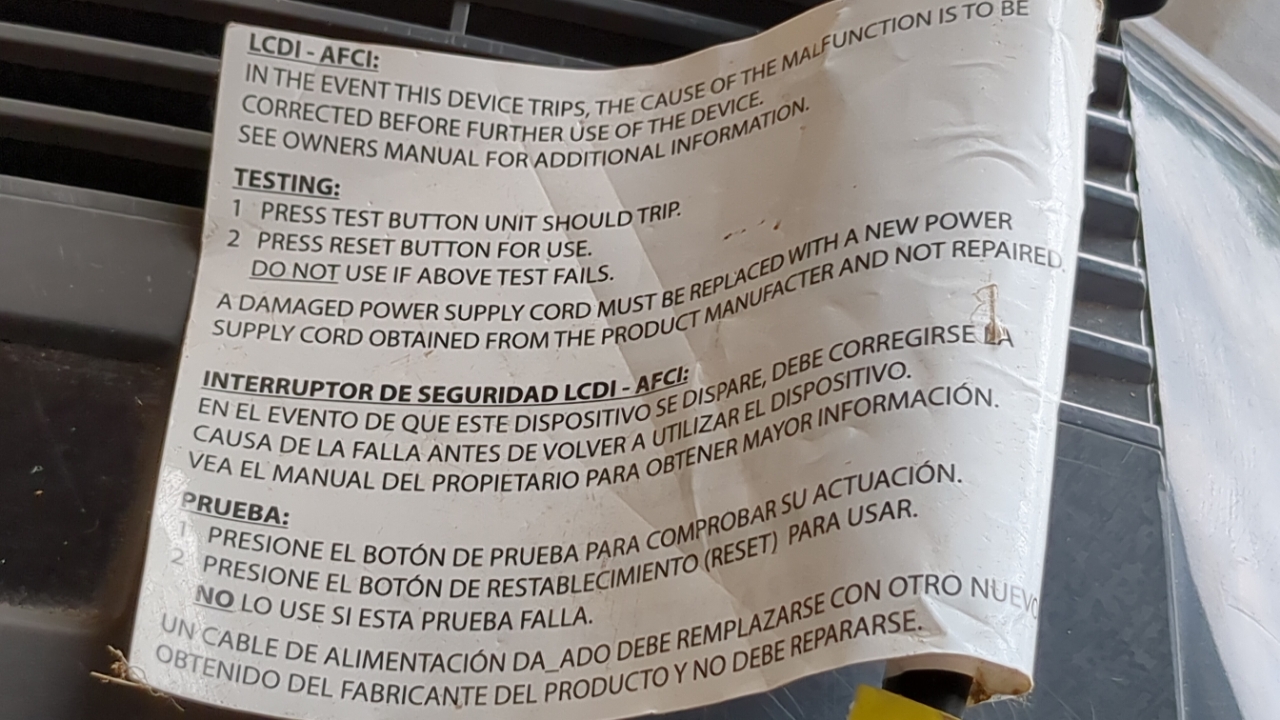 LCDI - AFCI:
IN THE EVENT THIS DEVICE TRIPS, THE CAUSE OF THE MALFUNCTION IS TO BE
CORRECTED BEFORE FURTHER USE OF THE DEVICE.
SEE OWNERS MANUAL FOR ADDITIONAL INFORMATION.
TESTING:
1 PRESS TEST BUTTON UNIT SHOULD TRIP.
2 PRESS RESET BUTTON FOR USE.
DO NOT USE IF ABOVE TEST FAILS.
A DAMAGED POWER SUPPLY CORD MUST BE REPLACED WITH A NEW POWER
SUPPLY CORD OBTAINED FROM THE PRODUCT MANUFACTER AND NOT REPAIRED.
INTERRUPTOR DE SEGURIDAD LCDI - AFCI:
EN EL EVENTO DE QUE ESTE DISPOSITIVO SE DISPARE, DEBE CORREGIRSE LA
CAUSA DE LA FALLA ANTES DE VOLVER A UTILIZAR EL DISPOSITIVO.
VEA EL MANUAL DEL PROPIETARIO PARA OBTENER MAYOR INFORMACIÓN.
PRUEBA:
1 PRESIONE EL BOTÓN DE PRUEBA PARA COMPROBAR SU ACTUACIÓN.
2 PRESIONE EL BOTÓN DE RESTABLECIMIENTO (RESET) PARA USAR.
NO LO USE SI ESTA PRUEBA FALLA.
UN CABLE DE ALIMENTACIÓN DA_ADO DEBE REMPLAZARSE CON OTRO NUEVO
OBTENIDO DEL FABRICANTE DEL PRODUCTO Y NO DEBE REPARARSE.